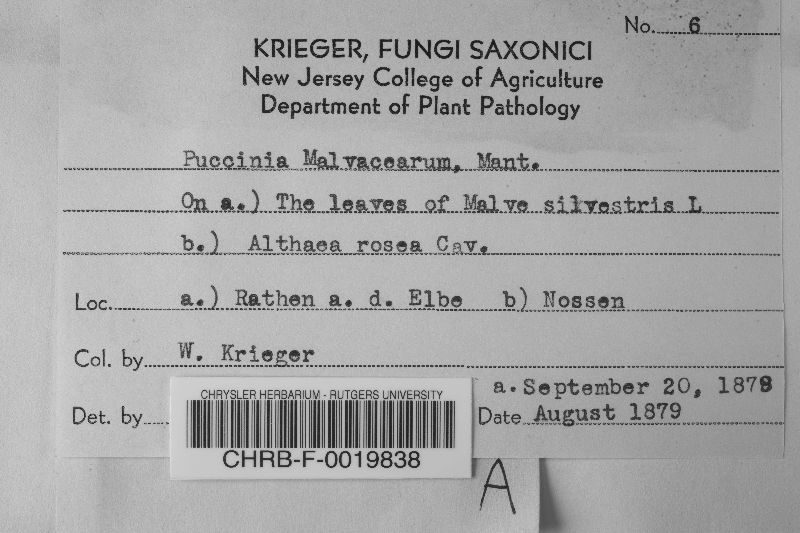 No. 6
KRIEGER, FUNGI SAXONICI
New Jersey College of Agriculture
Department of Plant Pathology
Puccinia Malvacearum, Mant.
On a.) The leaves of Malve silvestris L
b.) Althaea rosea Cav.
Loc. a.) Rathen a. d. Elbe b) Nossen
Col. by W. Krieger
a. September 20, 1878
Det. by
Date August 1879
CHRYSLER HERBARIUM - RUTGERS UNIVERSITY
CHRB-F-0019838
A